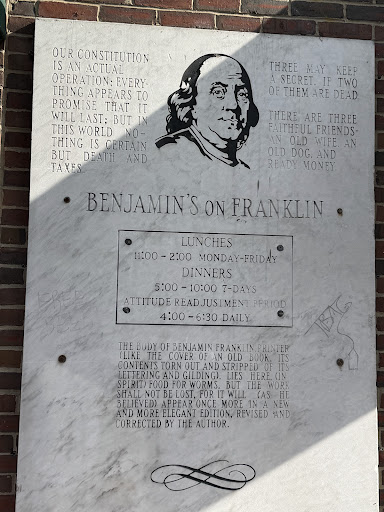 OUR CONSTITUTION
IS AN ACTUAL
OPERATION; EVERY-
THING APPEARS TO
PROMISE THAT IT
WILL LAST; BUT IN
THIS WORLD NO-
THING IS CERTAIN
BUT DEATH AND
TAXES.
THREE MAY KEEP
A SECRET, IF TWO
OF THEM ARE DEAD.
THERE ARE THREE
FAITHFUL FRIENDS-
AN OLD WIFE, AN
OLD DOG, AND
READY MONEY.
BENJAMIN'S ON FRANKLIN
LUNCHES
11:00 - 2:00 MONDAY-FRIDAY
DINNERS
5:00 - 10:00 7-DAYS
ATTITUDE READJUSTMENT PERIOD
4:00 - 6:30 DAILY
THE BODY OF BENJAMIN FRANKLIN PRINTER
(LIKE THE COVER OF AN OLD BOOK, ITS
CONTENTS TORN OUT AND STRIPPED OF ITS
LETTERING AND GILDING), LIES HERE (IN
SPIRIT) FOOD FOR WORMS. BUT THE WORK
SHALL NOT BE LOST, FOR IT WILL (AS HE
BELIEVED) APPEAR ONCE MORE IN A NEW
AND MORE ELEGANT EDITION, REVISED AND
CORRECTED BY THE AUTHOR.